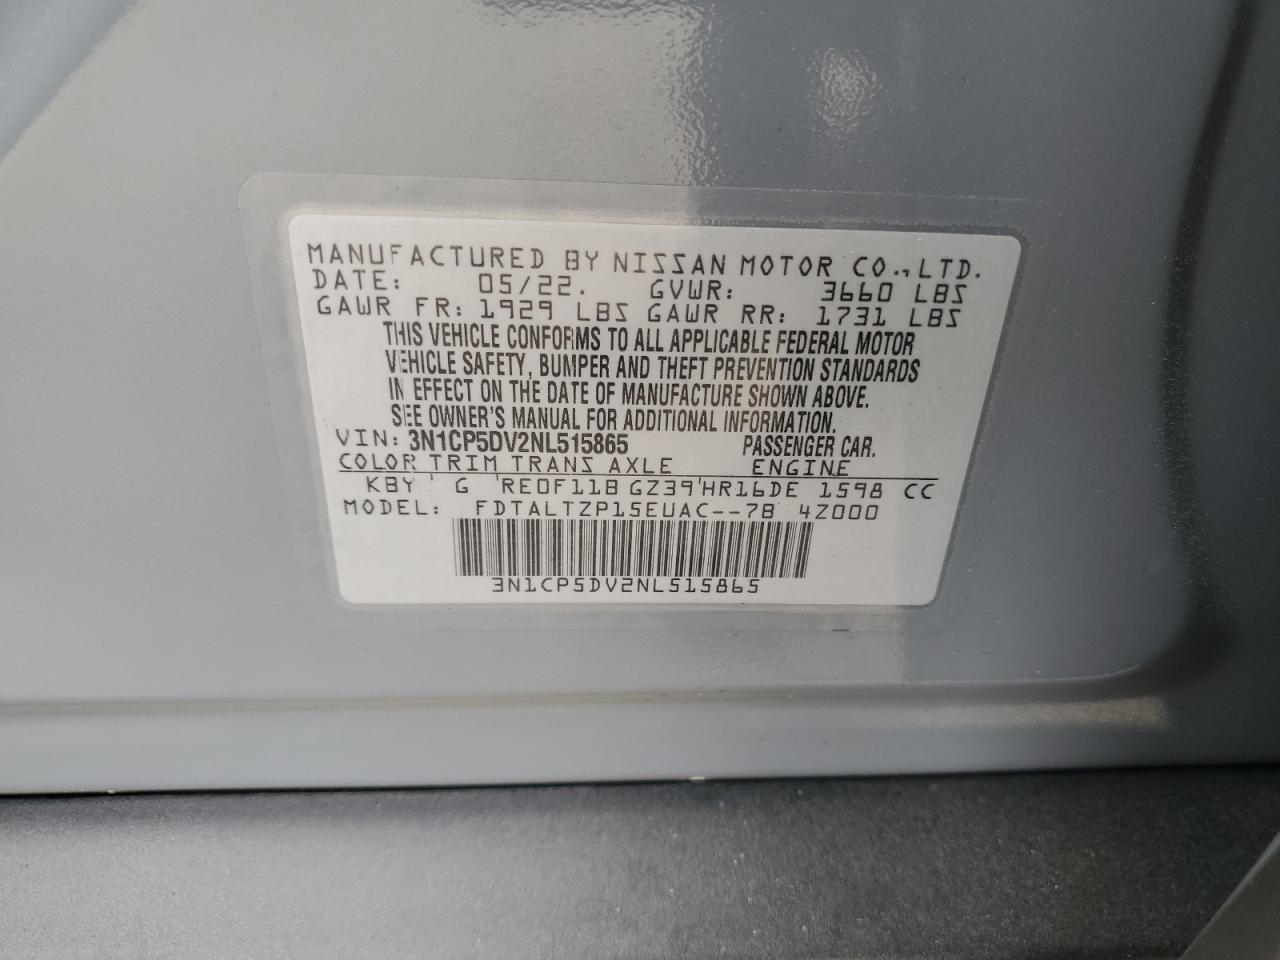 MANUFACTURED BY NISSAN MOTOR CO., LTD.
DATE: 05/22. GVWR: 3660 LBS
GAWR FR: 1929 LBS GAWR RR: 1731 LBS
THIS VEHICLE CONFORMS TO ALL APPLICABLE FEDERAL MOTOR
VEHICLE SAFETY, BUMPER AND THEFT PREVENTION STANDARDS
IN EFFECT ON THE DATE OF MANUFACTURE SHOWN ABOVE.
SEE OWNER'S MANUAL FOR ADDITIONAL INFORMATION.
VIN: 3N1CP5DV2NL515865 PASSENGER CAR.
COLOR TRIM TRANS AXLE ENGINE
KBY G RE0F11B GZ39 HR16DE 1598 CC
MODEL: FDTALTZP15EUAC--7B 4Z000
3N1CP5DV2NL515865